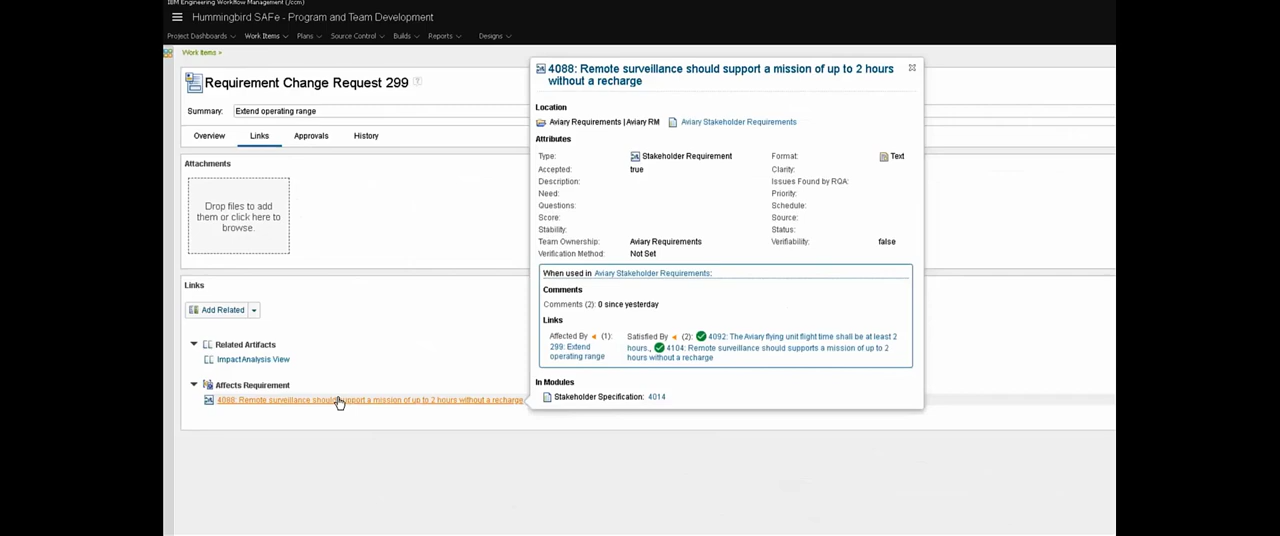 IBM Engineering Workflow Management (/ccm)
Hummingbird SAFe - Program and Team Development
Project Dashboards Work Items Plans Source Control Builds Reports Designs
Work Items >
Requirement Change Request 299
Summary: Extend operating range
Overview Links Approvals History
Attachments
Drop files to add
them or click here to
browse.
Links
Add Related
Related Artifacts
ImpactAnalysis View
Affects Requirement
4088: Remote surveillance should support a mission of up to 2 hours without a recharge
4088: Remote surveillance should support a mission of up to 2 hours
without a recharge
Location
Aviary Requirements | Aviary RM Aviary Stakeholder Requirements
Attributes
Type: Stakeholder Requirement Format: Text
Accepted: true Clarity:
Description: Issues Found by RQA:
Need: Priority:
Questions: Schedule:
Score: Source:
Stability: Status:
Team Ownership: Aviary Requirements Verifiability: false
Verification Method: Not Set
When used in Aviary Stakeholder Requirements:
Comments
Comments (2): 0 since yesterday
Links
Affected By (1):
299: Extend
operating range
Satisfied By (2): 4092: The Aviary flying unit flight time shall be at least 2
hours., 4104: Remote surveillance should supports a mission of up to 2
hours without a recharge
In Modules
Stakeholder Specification: 4014